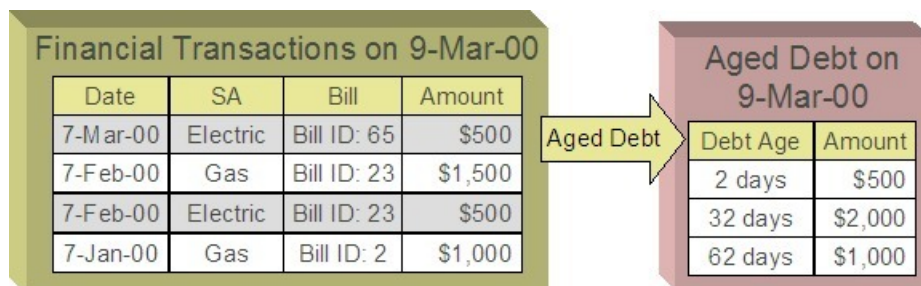 Financial Transactions on 9-Mar-00
Date SA Bill Amount
7-Mar-00 Electric Bill ID: 65 $500
7-Feb-00 Gas Bill ID: 23 $1,500
7-Feb-00 Electric Bill ID: 23 $500
7-Jan-00 Gas Bill ID: 2 $1,000
Aged Debt
Aged Debt on
9-Mar-00
Debt Age Amount
2 days $500
32 days $2,000
62 days $1,000